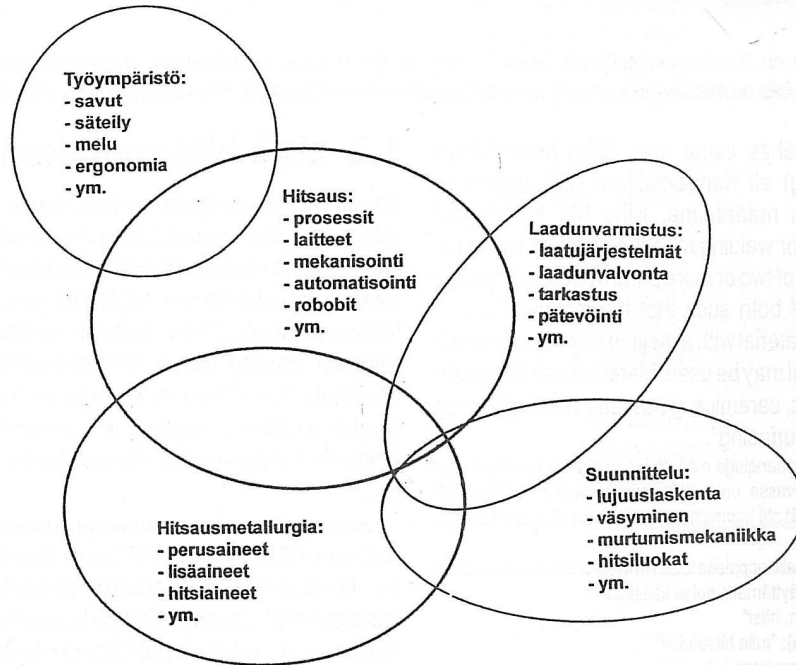 Työympäristö:
- savut
- säteily
- melu
- ergonomia
- ym.
Hitsaus:
- prosessit
- laitteet
- mekanisointi
- automatisointi
- robobit
- ym.
Laadunvarmistus:
- laatujärjestelmät
- laadunvalvonta
- tarkastus
- pätevöinti
- ym.
Hitsausmetallurgia:
- perusaineet
- lisäaineet
- hitsiaineet
- ym.
Suunnittelu:
- lujuuslaskenta
- väsyminen
- murtumismekaniikka
- hitsiluokat
- ym.